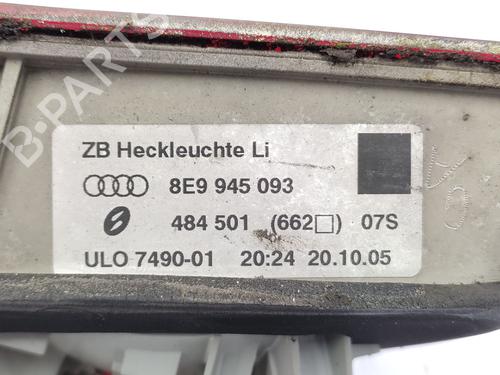 B-PARTS
ZB Heckleuchte Li
8E9 945 093
484 501 (662□) 07S
ULO 7490-01 20:24 20.10.05